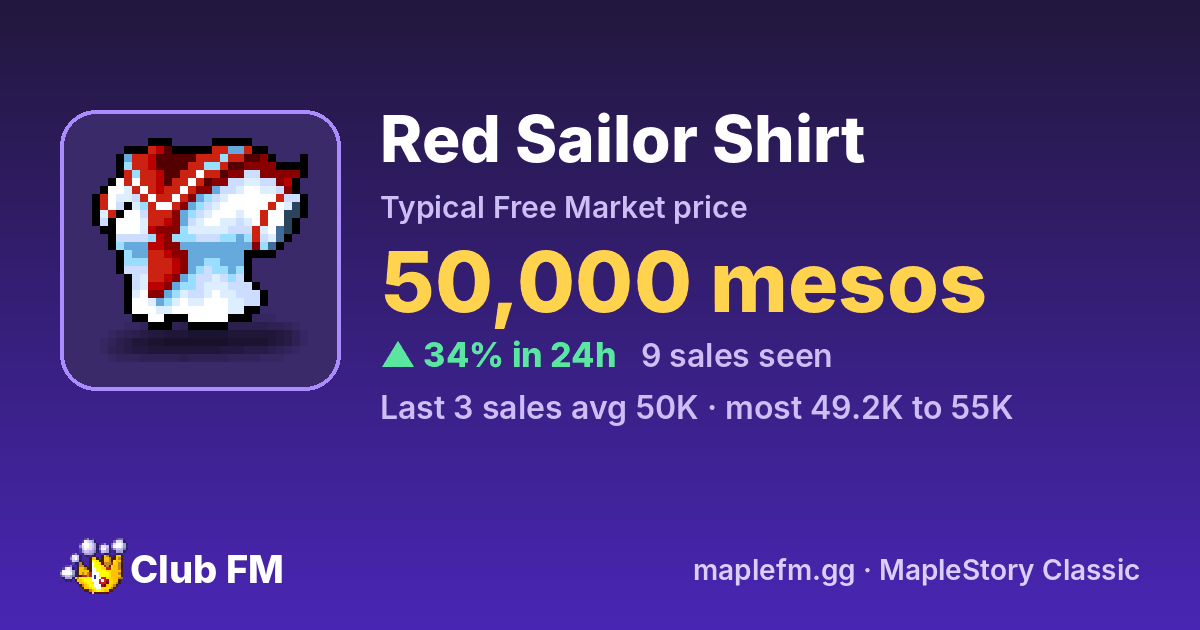 Red Sailor Shirt
Typical Free Market price
50,000 mesos
▲ 34% in 24h 9 sales seen
Last 3 sales avg 50K · most 49.2K to 55K
Club FM
maplefm.gg · MapleStory Classic